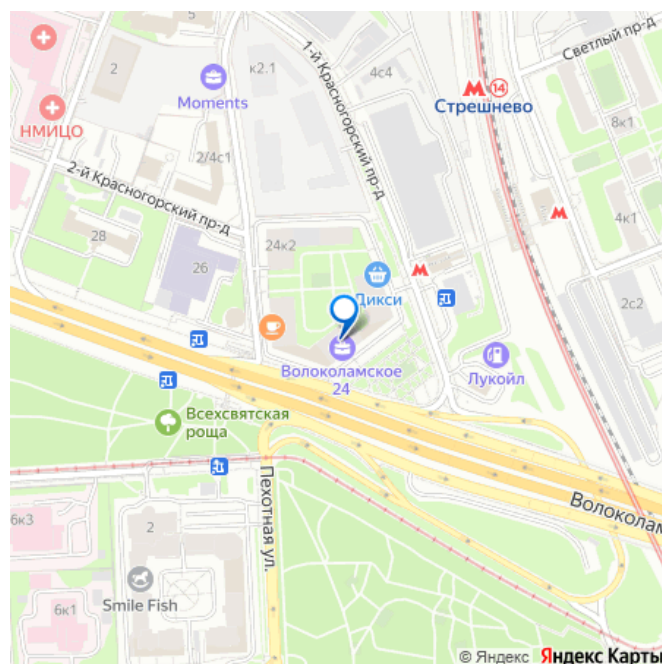 5
Светлый пр-д
2
к2.1
4с4
14
Moments
Стрешнево
НМИЦО
1-й Красногорский пр-д
8к1
2/4с1
2-й Красногорский пр-д
4к1
28
24к2
26
Дикси
2с2
Волоколамское
24
Лукойл
Всехсвятская
роща
Пехотная ул.
Волоколам
6к3
2
Smile Fish
6к1
© Яндекс Яндекс Карты